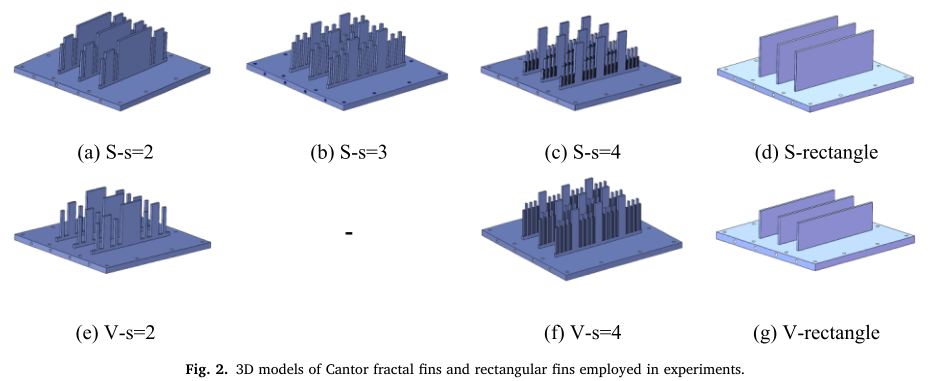 (a) S-s=2
(b) S-s=3
(c) S-s=4
(d) S-rectangle
-
(e) V-s=2
(f) V-s=4
(g) V-rectangle
Fig. 2. 3D models of Cantor fractal fins and rectangular fins employed in experiments.